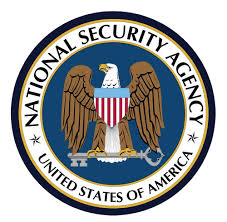 NATIONAL SECURITY AGENCY
UNITED STATES OF AMERICA